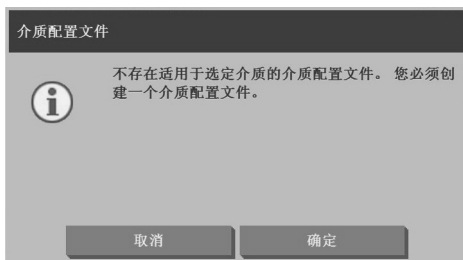 介质配置文件
不存在适用于选定介质的介质配置文件。 您必须创
建一个介质配置文件。
取消
确定